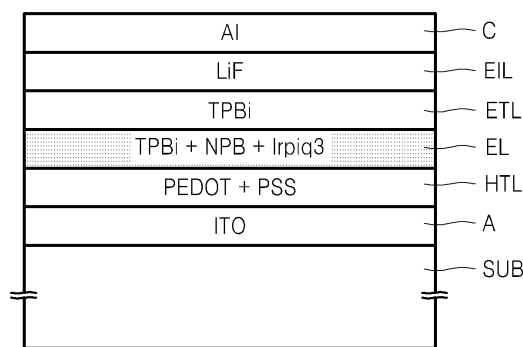 Al C
LiF EIL
TPBi ETL
TPBi + NPB + Irpiq3 EL
PEDOT + PSS HTL
ITO A
SUB